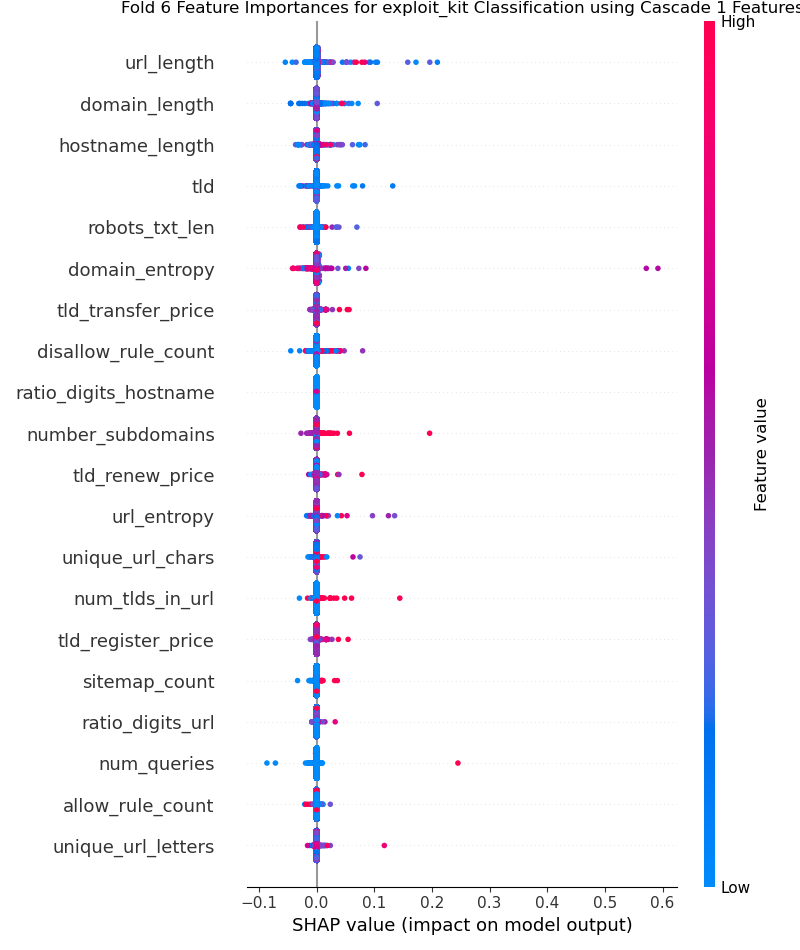 Fold 6 Feature Importances for exploit_kit Classification using Cascade 1 Features
High
url_length
domain_length
hostname_length
tld
robots_txt_len
domain_entropy
tld_transfer_price
disallow_rule_count
ratio_digits_hostname
number_subdomains
tld_renew_price
url_entropy
unique_url_chars
num_tlds_in_url
tld_register_price
sitemap_count
ratio_digits_url
num_queries
allow_rule_count
unique_url_letters
Feature value
Low
−0.1 0.0 0.1 0.2 0.3 0.4 0.5 0.6
SHAP value (impact on model output)